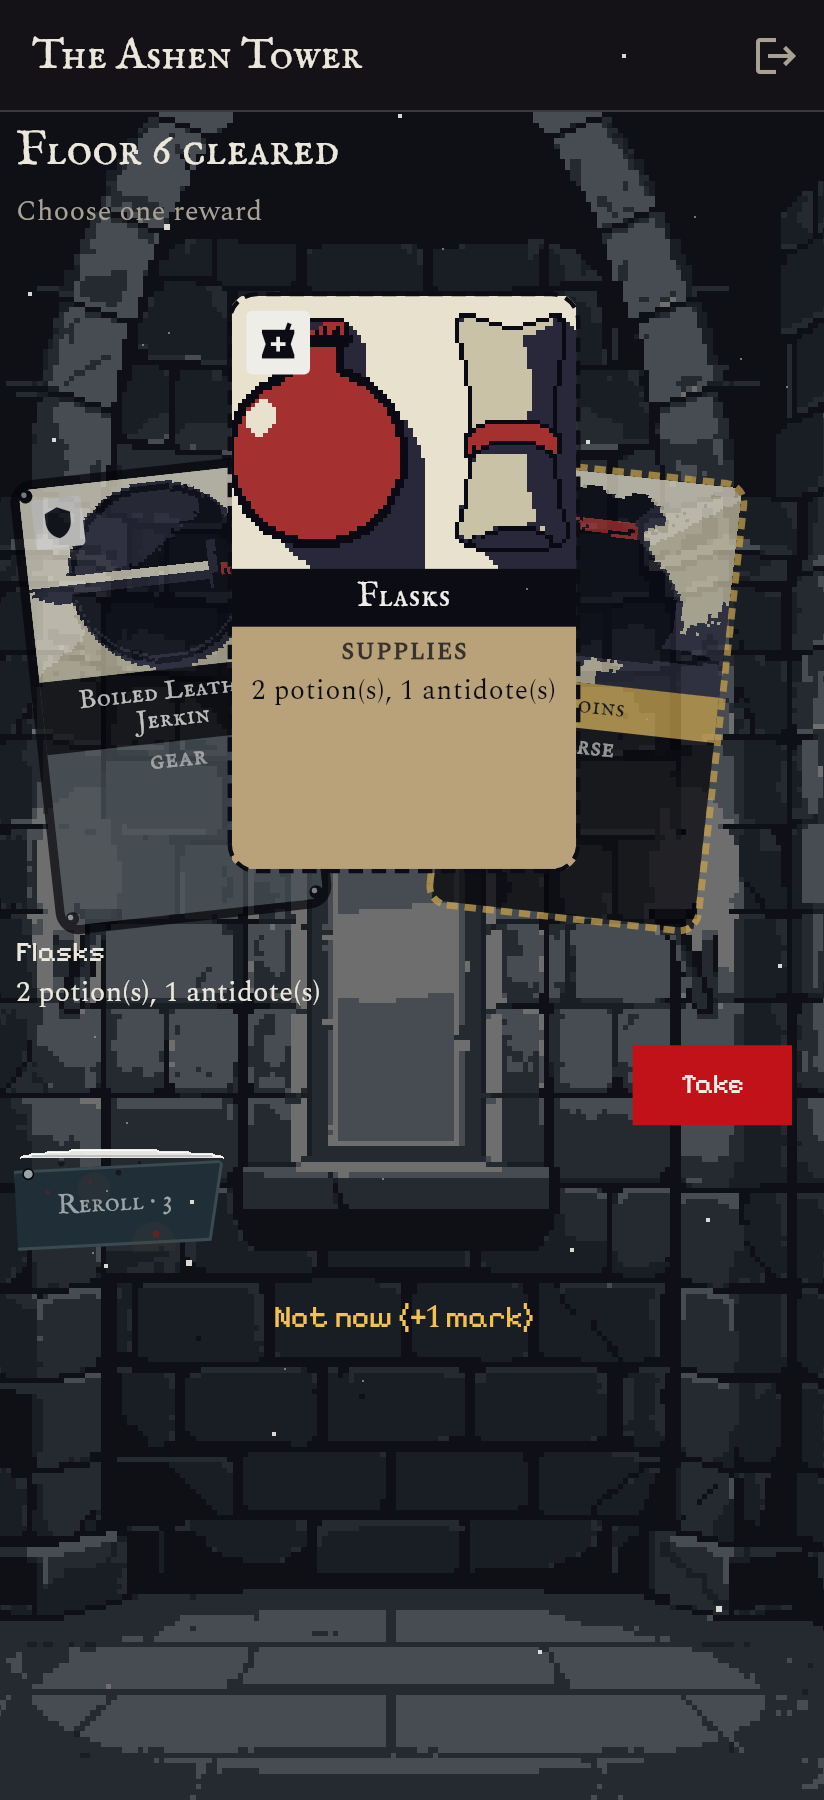 The Ashen Tower
Floor 6 cleared
Choose one reward
Flasks
SUPPLIES
2 potion(s), 1 antidote(s)
Boiled Leath
Jerkin
GEAR
OINS
RSE
Flasks
2 potion(s), 1 antidote(s)
Take
Reroll · 3
Not now (+1 mark)